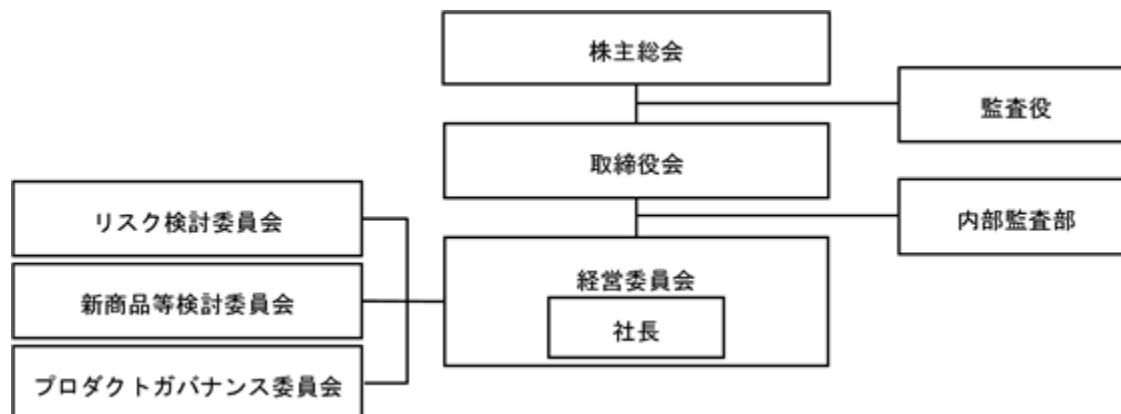 株主総会
監査役
取締役会
リスク検討委員会
内部監査部
新商品等検討委員会
経営委員会
社長
プロダクトガバナンス委員会